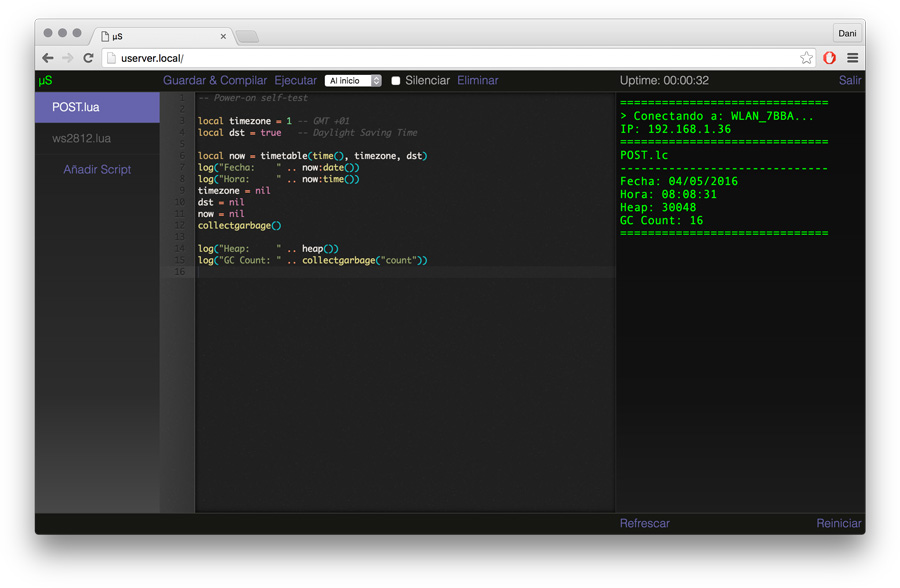 µS
Dani
userver.local/
µS
Guardar & Compilar Ejecutar Al inicio Silenciar Eliminar
Uptime: 00:00:32
Salir
POST.lua
ws2812.lua
Añadir Script
1 -- Power-on self-test
2
3 local timezone = 1 -- GMT +01
4 local dst = true -- Daylight Saving Time
5
6 local now = timetable(time(), timezone, dst)
7 log("Fecha: " .. now:date())
8 log("Hora: " .. now:time())
9 timezone = nil
10 dst = nil
11 now = nil
12 collectgarbage()
13
14 log("Heap: " .. heap())
15 log("GC Count: " .. collectgarbage("count"))
16
==============================
> Conectando a: WLAN_7BBA...
IP: 192.168.1.36
==============================
POST.lc
------------------------------
Fecha: 04/05/2016
Hora: 08:08:31
Heap: 30048
GC Count: 16
==============================
Refrescar
Reiniciar